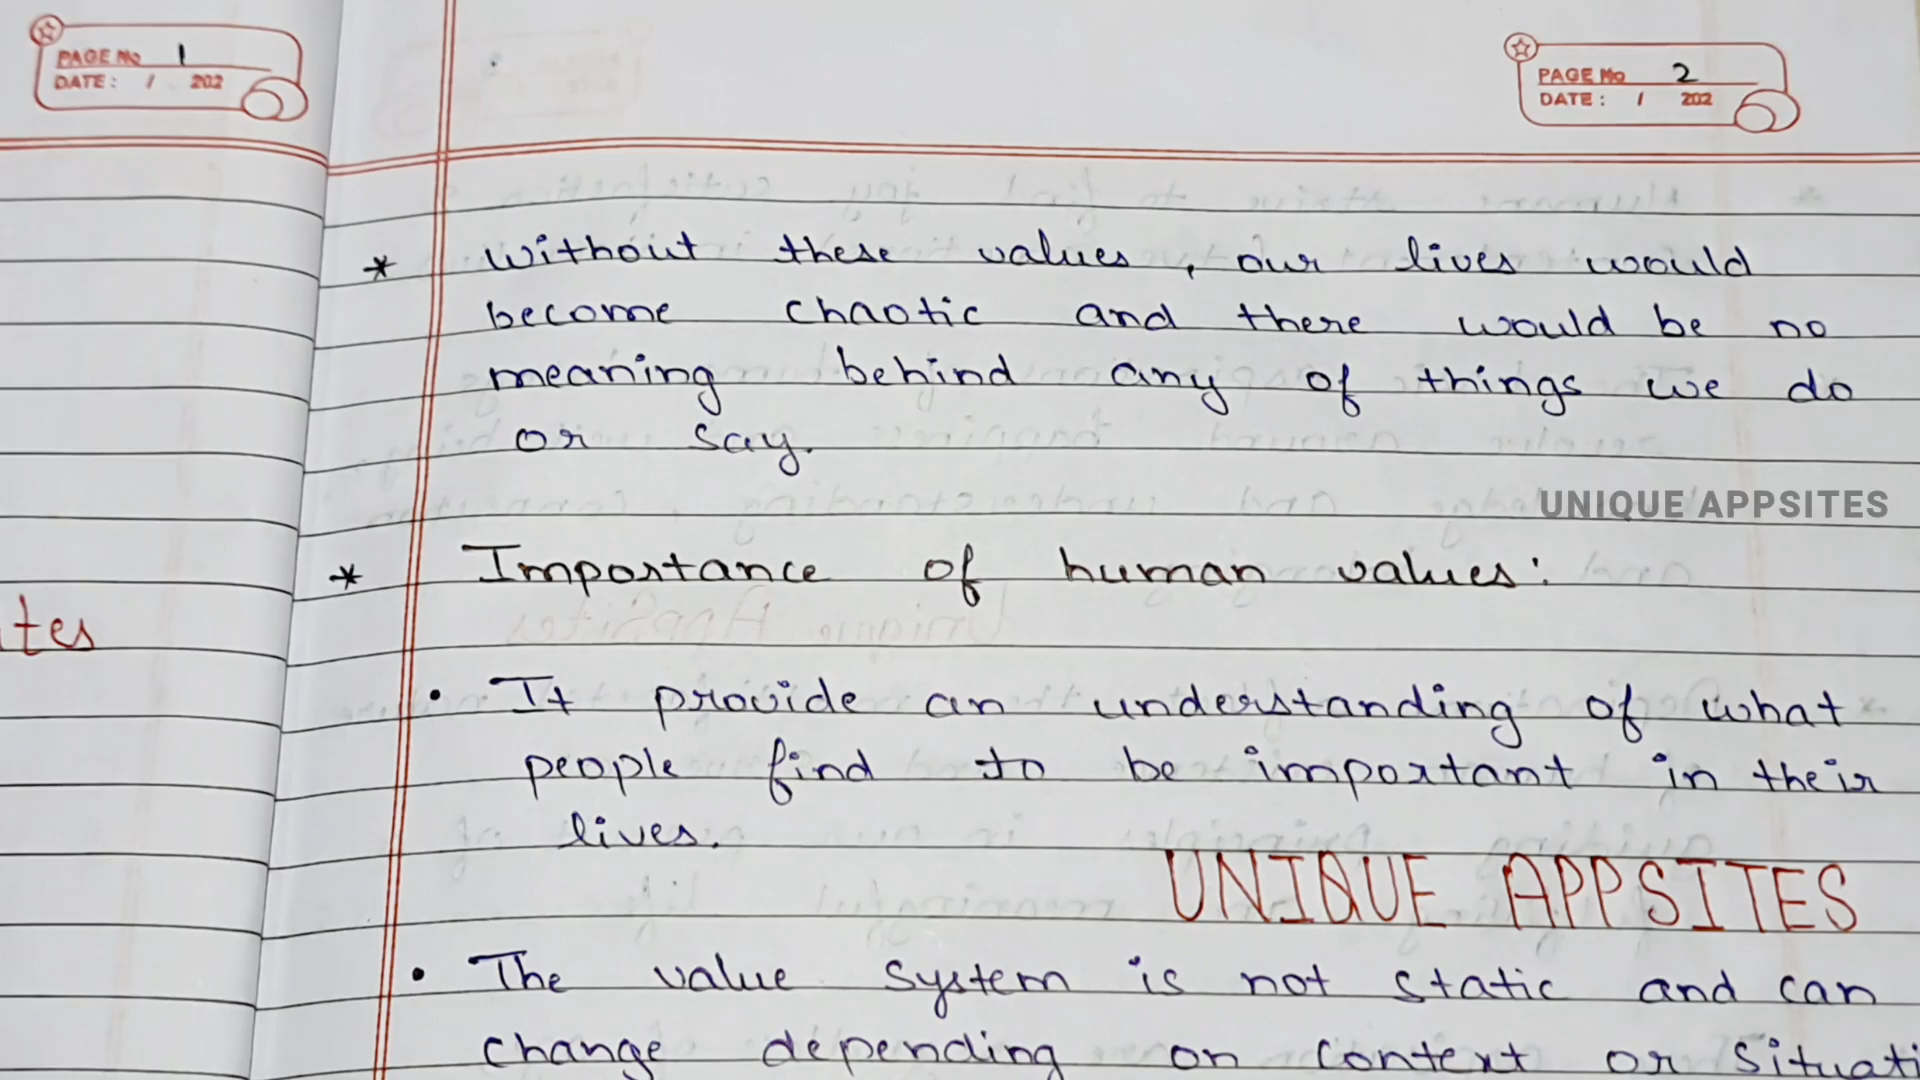 PAGE No 1
DATE: / 202
tes
PAGE No 2
DATE: / 202
* without these values, our lives would
become chaotic and there would be no
meaning behind any of things we do
or say.
UNIQUE APPSITES
* Importance of human values:
• It provide an understanding of what
people find to be important in their
lives.
UNIQUE APPSITES
• The value system is not static and can
change depending on context or situati